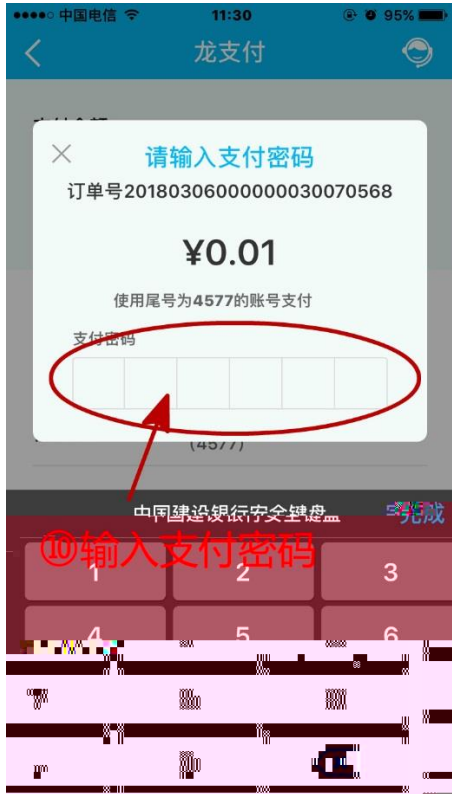 中国电信 11:30 95%
龙支付
请输入支付密码
订单号20180306000000030070568
¥0.01
使用尾号为4577的账号支付
支付密码
(4577)
中国建设银行安全键盘 完成
⑩输入支付密码
1 2 3
4 5 6